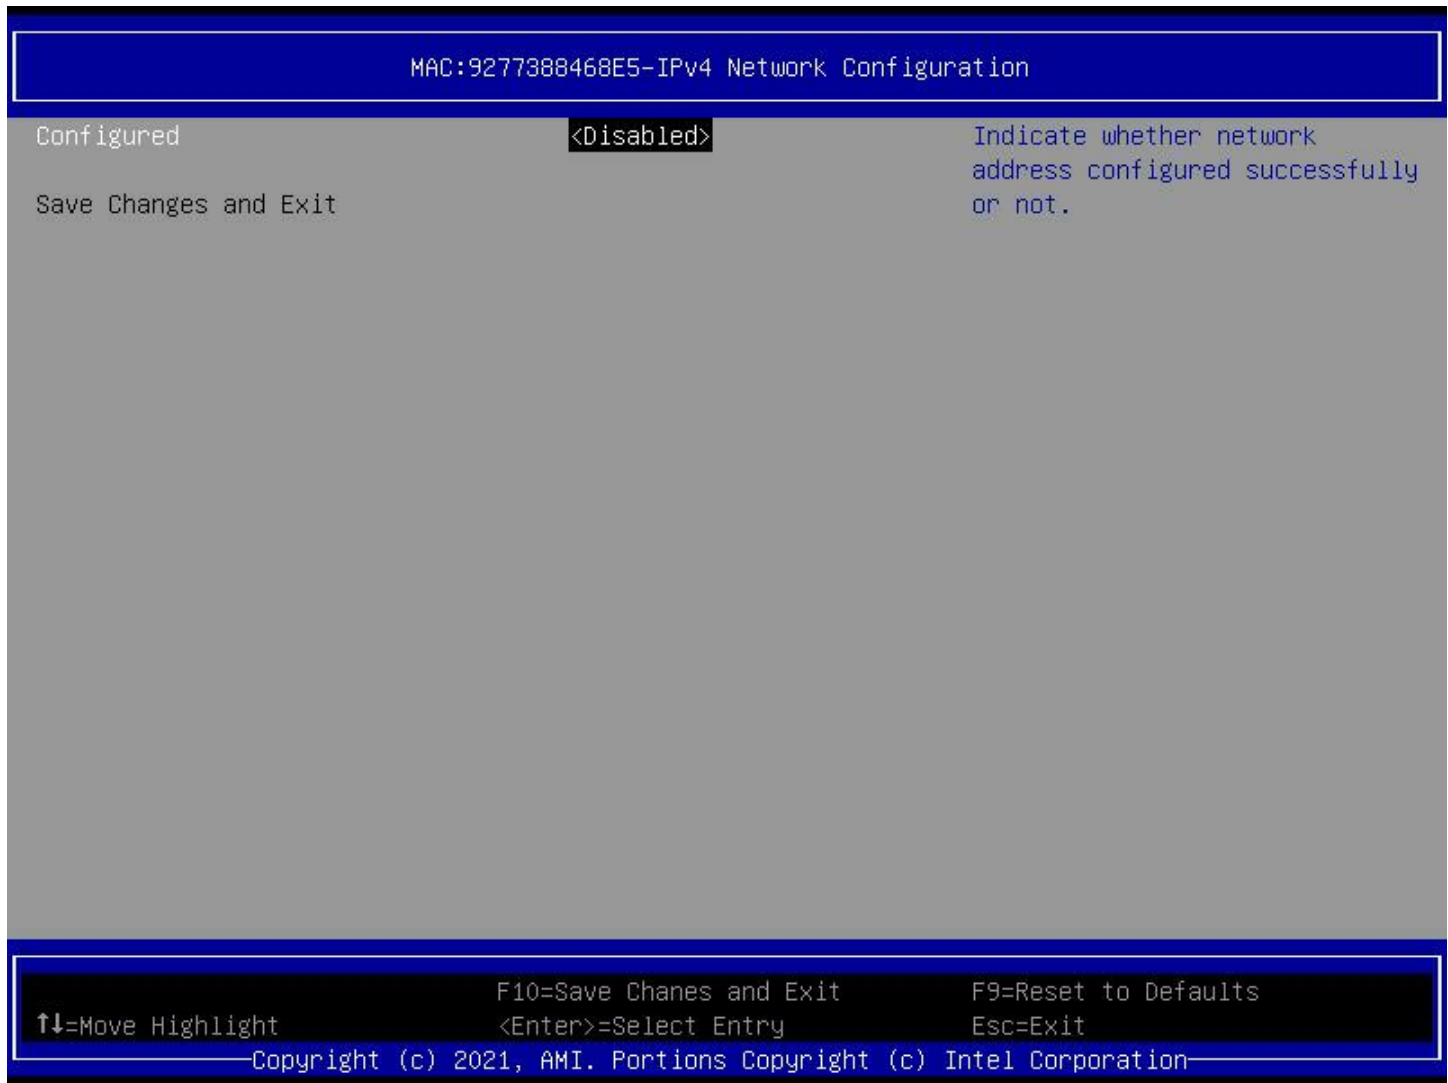 MAC:9277388468E5-IPv4 Network Configuration
Configured <Disabled> Indicate whether network
address configured successfully
Save Changes and Exit or not.
F10=Save Chanes and Exit F9=Reset to Defaults
↑↓=Move Highlight <Enter>=Select Entry Esc=Exit
Copyright (c) 2021, AMI. Portions Copyright (c) Intel Corporation